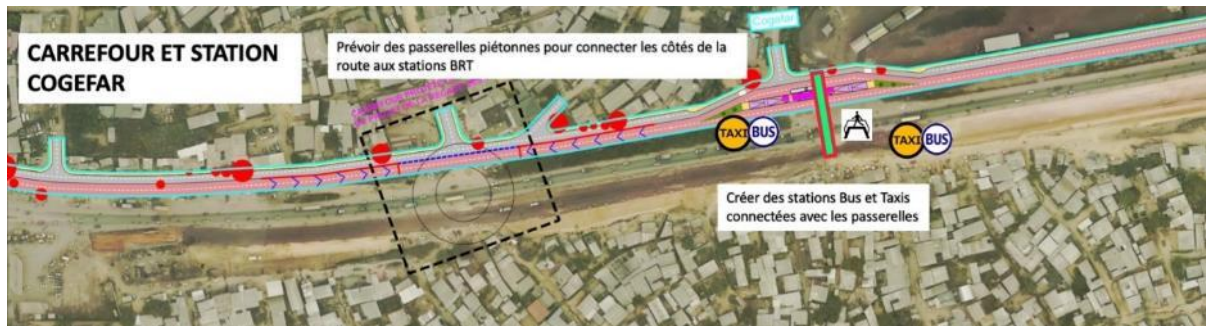 CARREFOUR ET STATION
COGEFAR
Prévoir des passerelles piétonnes pour connecter les côtés de la
route aux stations BRT
Cogefar
TAXI BUS
TAXI BUS
Créer des stations Bus et Taxis
connectées avec les passerelles